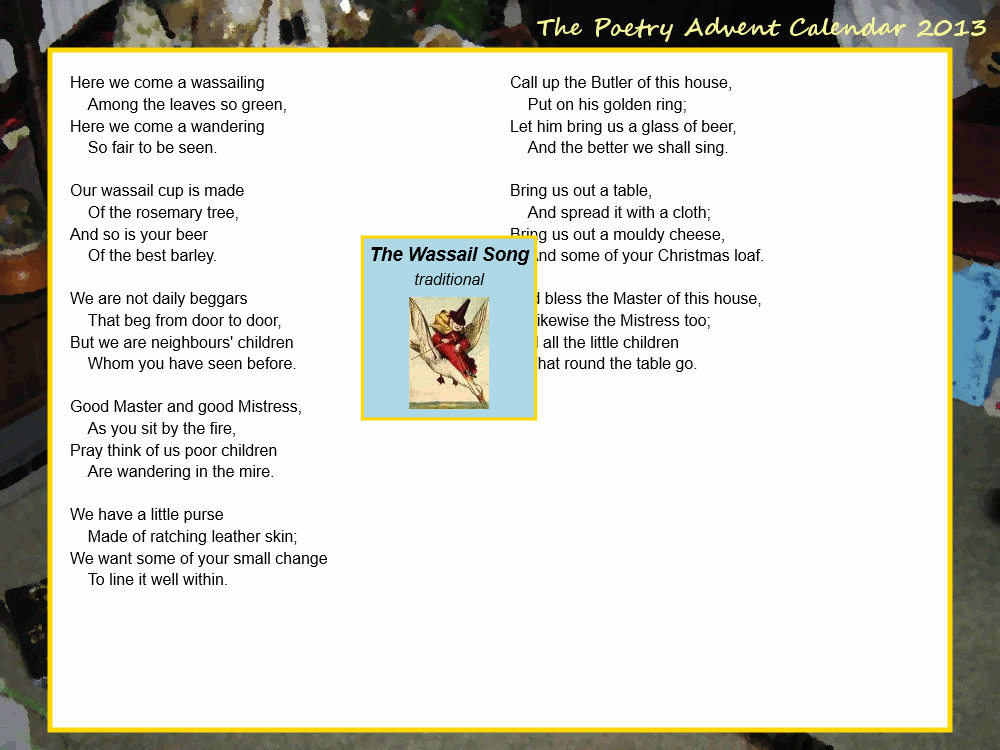 The Poetry Advent Calendar 2013
Here we come a wassailing
Among the leaves so green,
Here we come a wandering
So fair to be seen.
Our wassail cup is made
Of the rosemary tree,
And so is your beer
Of the best barley.
We are not daily beggars
That beg from door to door,
But we are neighbours' children
Whom you have seen before.
Good Master and good Mistress,
As you sit by the fire,
Pray think of us poor children
Are wandering in the mire.
We have a little purse
Made of ratching leather skin;
We want some of your small change
To line it well within.
The Wassail Song
traditional
Call up the Butler of this house,
Put on his golden ring;
Let him bring us a glass of beer,
And the better we shall sing.
Bring us out a table,
And spread it with a cloth;
Bring us out a mouldy cheese,
And some of your Christmas loaf.
bless the Master of this house,
Likewise the Mistress too;
all the little children
That round the table go.